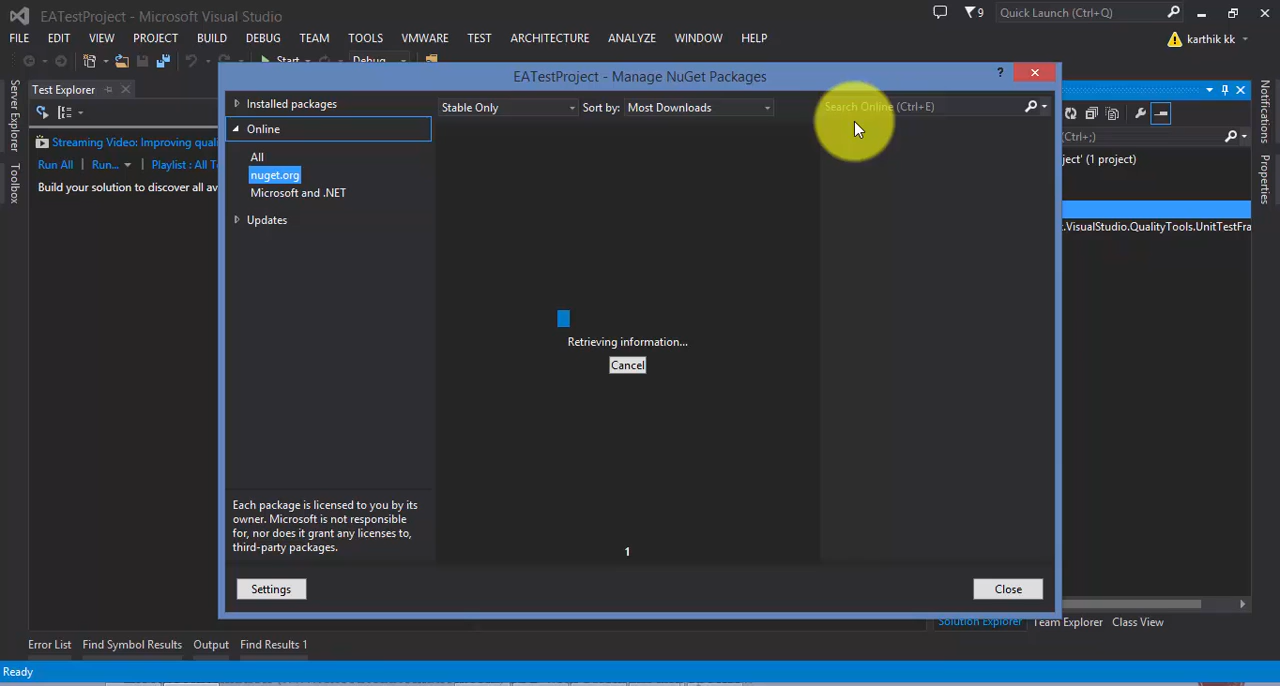 EATestProject - Microsoft Visual Studio
9
Quick Launch (Ctrl+Q)
FILE EDIT VIEW PROJECT BUILD DEBUG TEAM TOOLS VMWARE TEST ARCHITECTURE ANALYZE WINDOW HELP
karthik kk
Start Debug
EATestProject - Manage NuGet Packages
?
Server Explorer
Toolbox
Test Explorer
Streaming Video: Improving qual
Run All | Run... | Playlist : All T
Build your solution to discover all av
Installed packages
Online
All
nuget.org
Microsoft and .NET
Updates
Stable Only
Sort by: Most Downloads
Search Online (Ctrl+E)
Retrieving information...
Cancel
1
Each package is licensed to you by its
owner. Microsoft is not responsible
for, nor does it grant any licenses to,
third-party packages.
Settings
Close
Ctrl+;)
ject' (1 project)
.VisualStudio.QualityTools.UnitTestFra
Notifications
Properties
Solution Explorer Team Explorer Class View
Error List Find Symbol Results Output Find Results 1
Ready